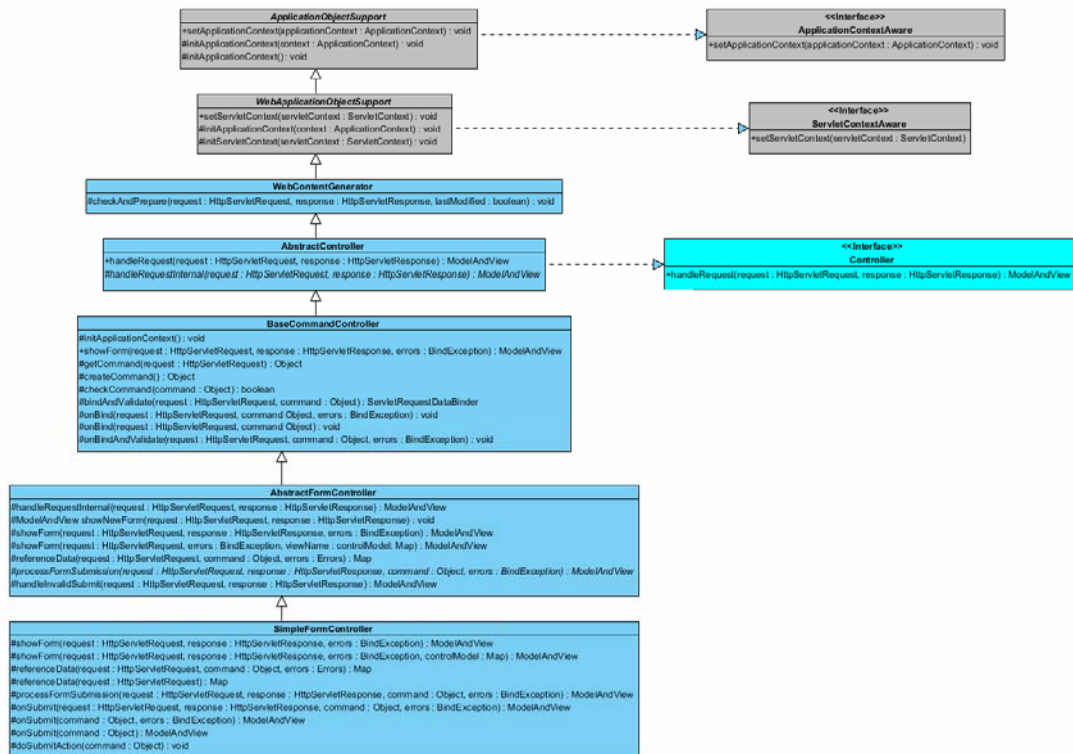 ApplicationObjectSupport
+setApplicationContext(applicationContext : ApplicationContext) : void
#initApplicationContext(context : ApplicationContext) : void
#initApplicationContext() : void
<<Interface>>
ApplicationContextAware
+setApplicationContext(applicationContext : ApplicationContext) : void
WebApplicationObjectSupport
+setServletContext(servletContext : ServletContext) : void
#initApplicationContext(context : ApplicationContext) : void
#initServletContext(servletContext : ServletContext) : void
<<Interface>>
ServletContextAware
+setServletContext(servletContext : ServletContext)
WebContentGenerator
#checkAndPrepare(request : HttpServletRequest, response : HttpServletResponse, lastModified : boolean) : void
AbstractController
+handleRequest(request : HttpServletRequest, response : HttpServletResponse) : ModelAndView
#handleRequestInternal(request : HttpServletRequest, response : HttpServletResponse) : ModelAndView
<<Interface>>
Controller
+handleRequest(request : HttpServletRequest, response : HttpServletResponse) : ModelAndView
BaseCommandController
#initApplicationContext() : void
+showForm(request : HttpServletRequest, response : HttpServletResponse, errors : BindException) : ModelAndView
#getCommand(request : HttpServletRequest) : Object
#createCommand() : Object
#checkCommand(command : Object) : boolean
#bindAndValidate(request : HttpServletRequest, command : Object) : ServletRequestDataBinder
#onBind(request : HttpServletRequest, command Object, errors : BindException) : void
#onBind(request : HttpServletRequest, command Object) : void
#onBindAndValidate(request : HttpServletRequest, command : Object, errors : BindException) : void
AbstractFormController
#handleRequestInternal(request : HttpServletRequest, response : HttpServletResponse) : ModelAndView
#ModelAndView showNewForm(request : HttpServletRequest, response : HttpServletResponse) : void
#showForm(request : HttpServletRequest, response : HttpServletResponse, errors : BindException) : ModelAndView
#showForm(request : HttpServletRequest, errors : BindException, viewName : controlModel : Map) : ModelAndView
#referenceData(request : HttpServletRequest, command : Object, errors : Errors) : Map
#processFormSubmission(request : HttpServletRequest, response : HttpServletResponse, command : Object, errors : BindException) : ModelAndView
#handleInvalidSubmit(request : HttpServletRequest, response : HttpServletResponse) : ModelAndView
SimpleFormController
#showForm(request : HttpServletRequest, response : HttpServletResponse, errors : BindException) : ModelAndView
#showForm(request : HttpServletRequest, response : HttpServletResponse, errors : BindException, controlModel : Map) : ModelAndView
#referenceData(request : HttpServletRequest, command : Object, errors : Errors) : Map
#referenceData(request : HttpServletRequest) : Map
#processFormSubmission(request : HttpServletRequest, response : HttpServletResponse, command : Object, errors : BindException) : ModelAndView
#onSubmit(request : HttpServletRequest, response : HttpServletResponse, command : Object, errors : BindException) : ModelAndView
#onSubmit(command : Object, errors : BindException) : ModelAndView
#onSubmit(command : Object) : ModelAndView
#doSubmitAction(command : Object) : void